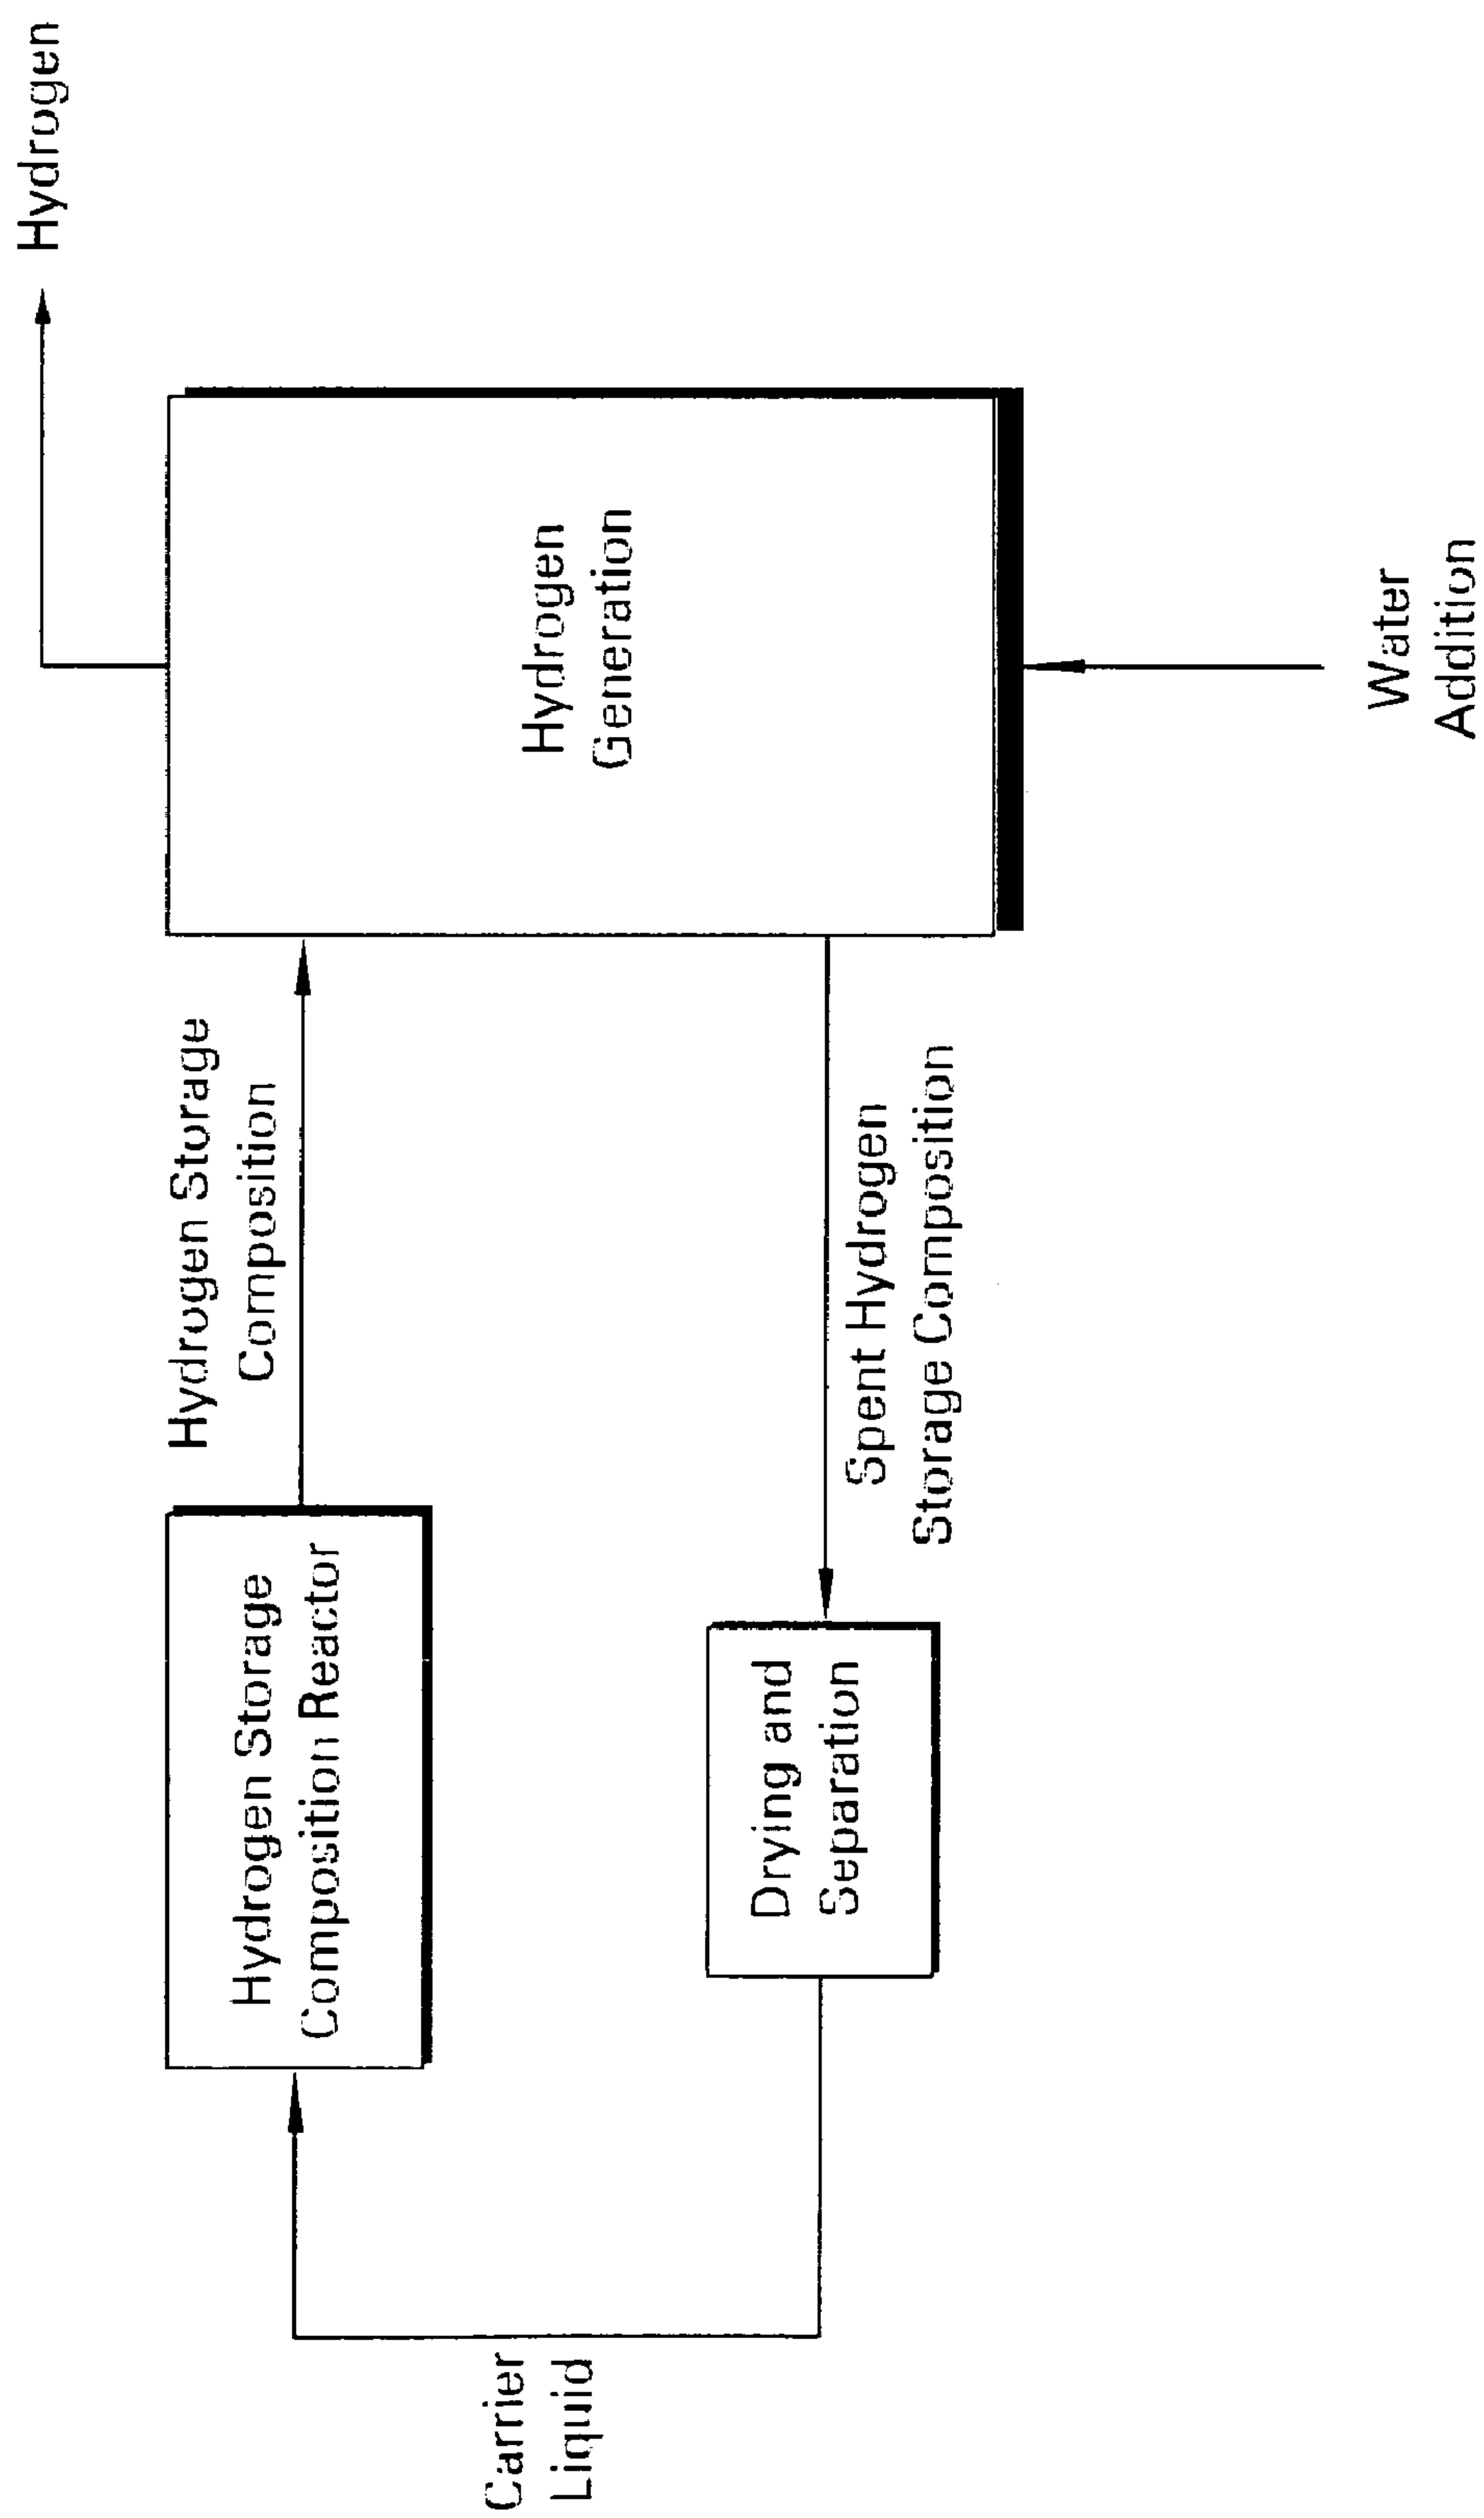 Hydrogen
Hydrogen
Generation
Water
Addition
Hydrogen Storage
Composition
Spent Hydrogen
Storage Composition
Hydrogen Storage
Composition Reactor
Drying and
Separation
Carrier
Liquid